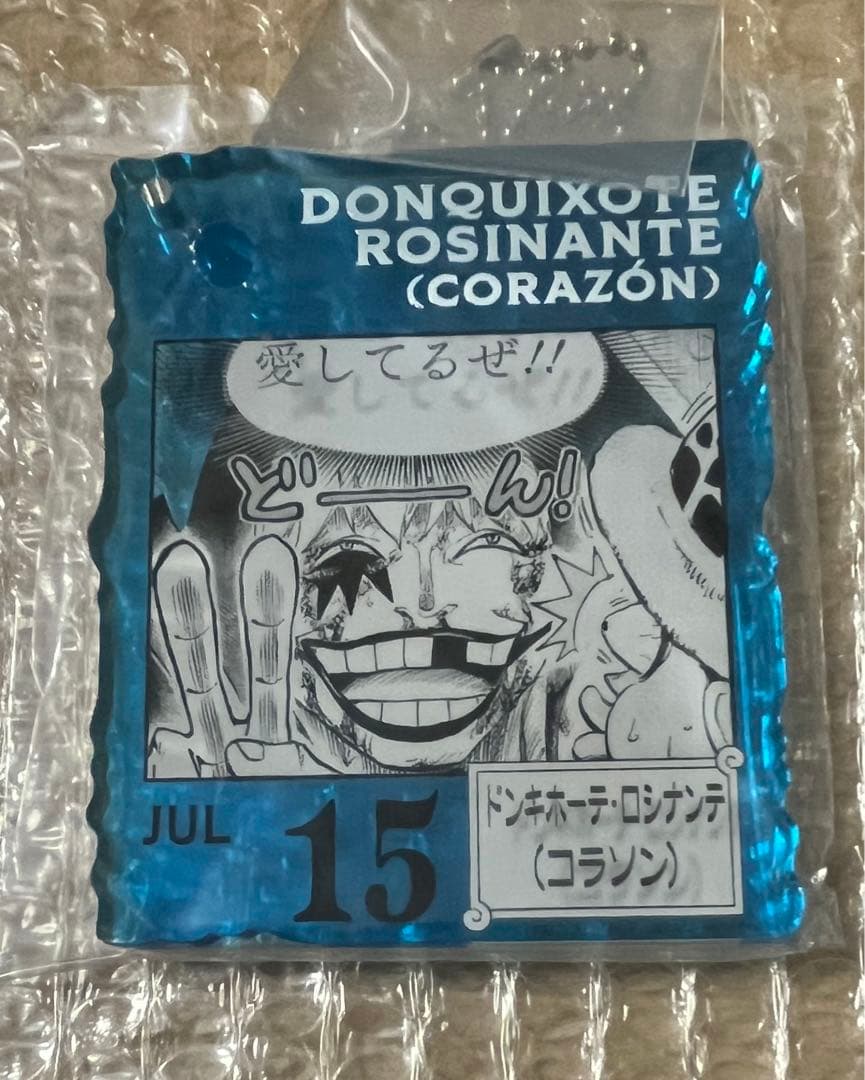 DONQUIXOTE
ROSINANTE
(CORAZÓN)
愛してるぜ!!
どーん!
JUL 15
ドンキホーテ・ロシナンテ
(コラソン)